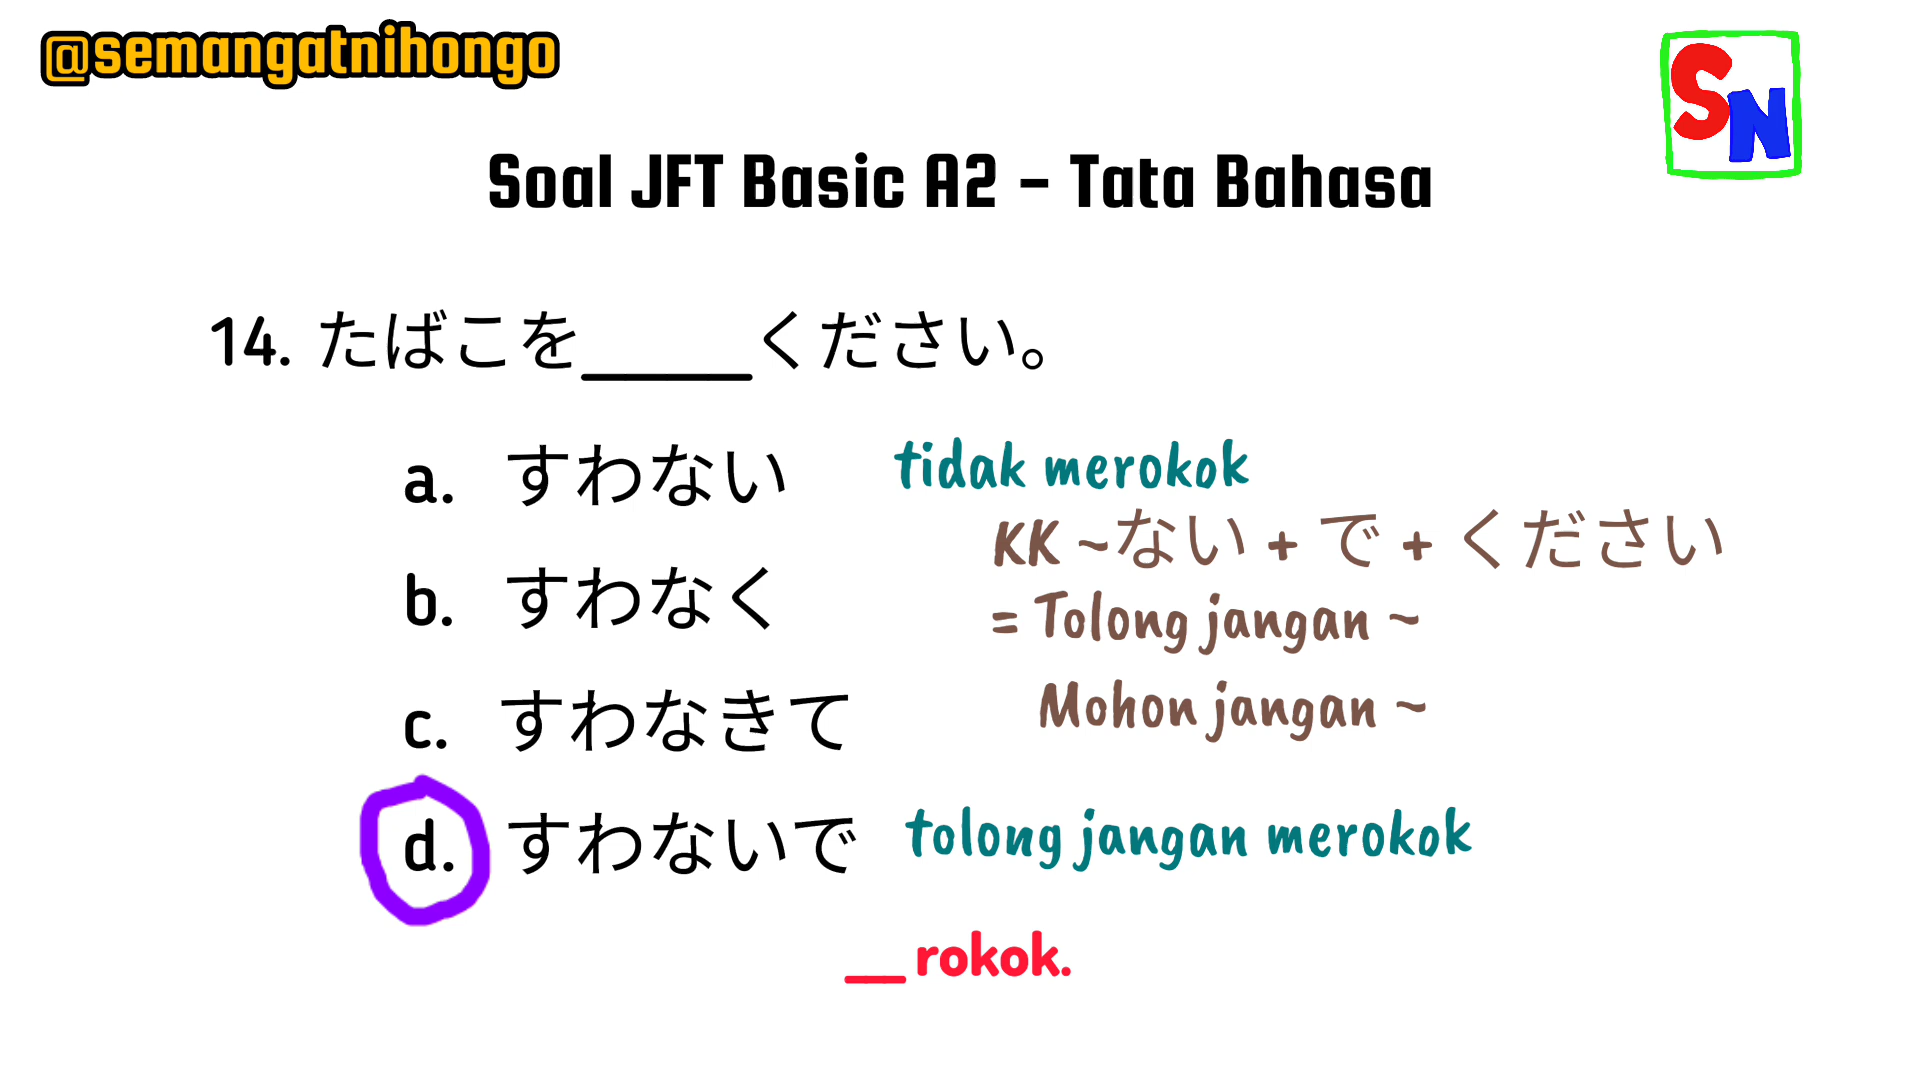 @semangatnihongo
SN
Soal JFT Basic A2 – Tata Bahasa
14. たばこを_____ください。
a. すわない tidak merokok
KK ~ない + で + ください
= Tolong jangan ~
b. すわなく
Mohon jangan ~
c. すわなきて
d. すわないで tolong jangan merokok
__ rokok.